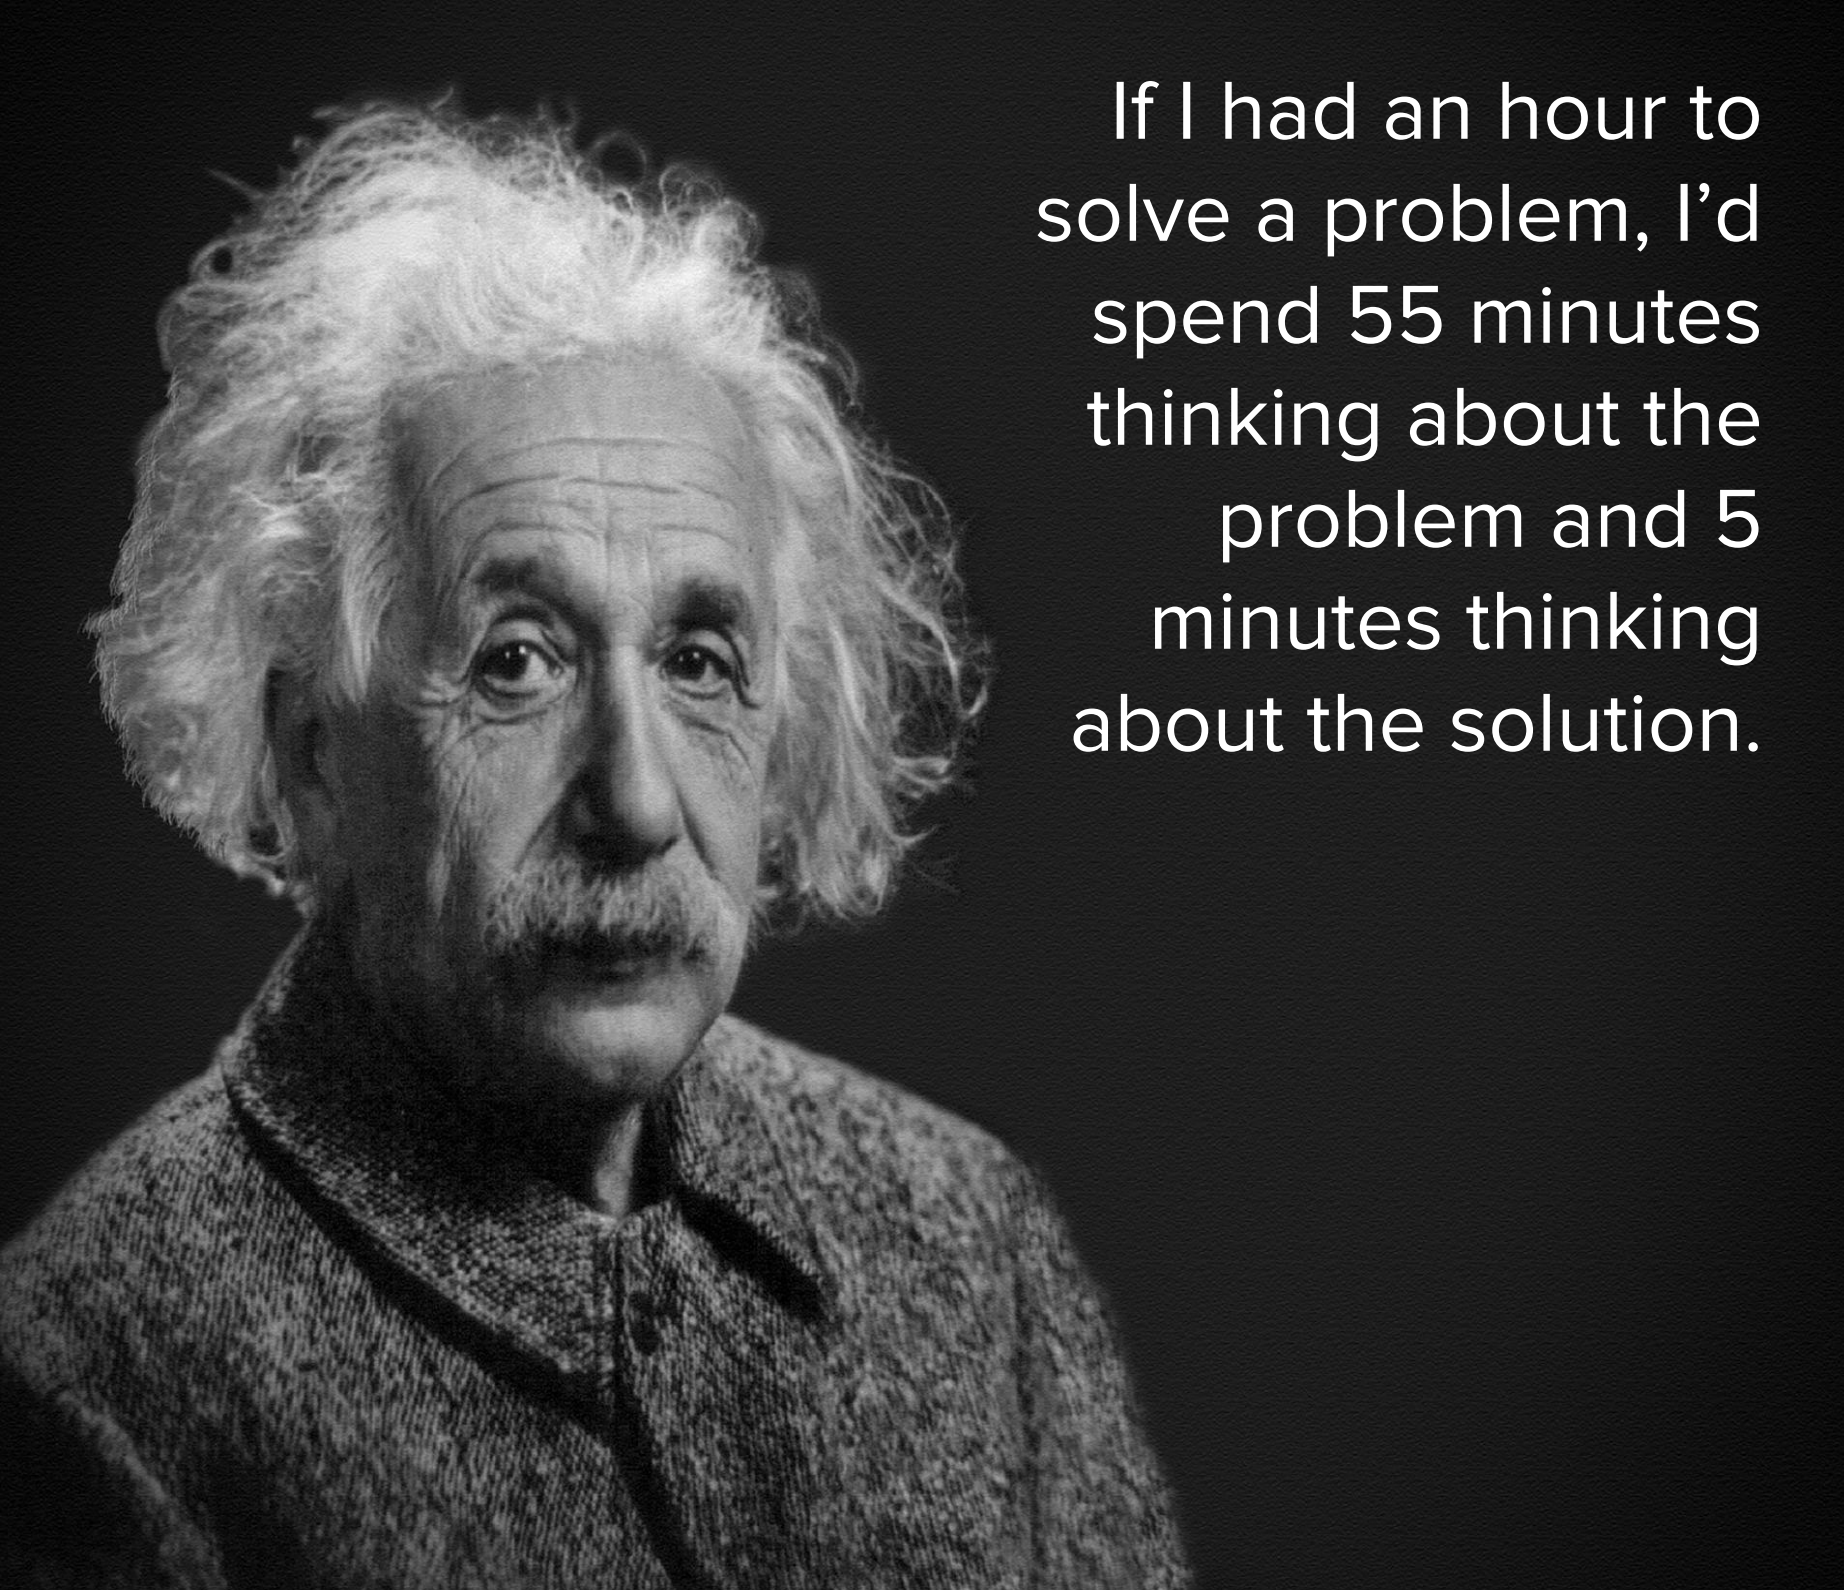 If I had an hour to
solve a problem, I’d
spend 55 minutes
thinking about the
problem and 5
minutes thinking
about the solution.